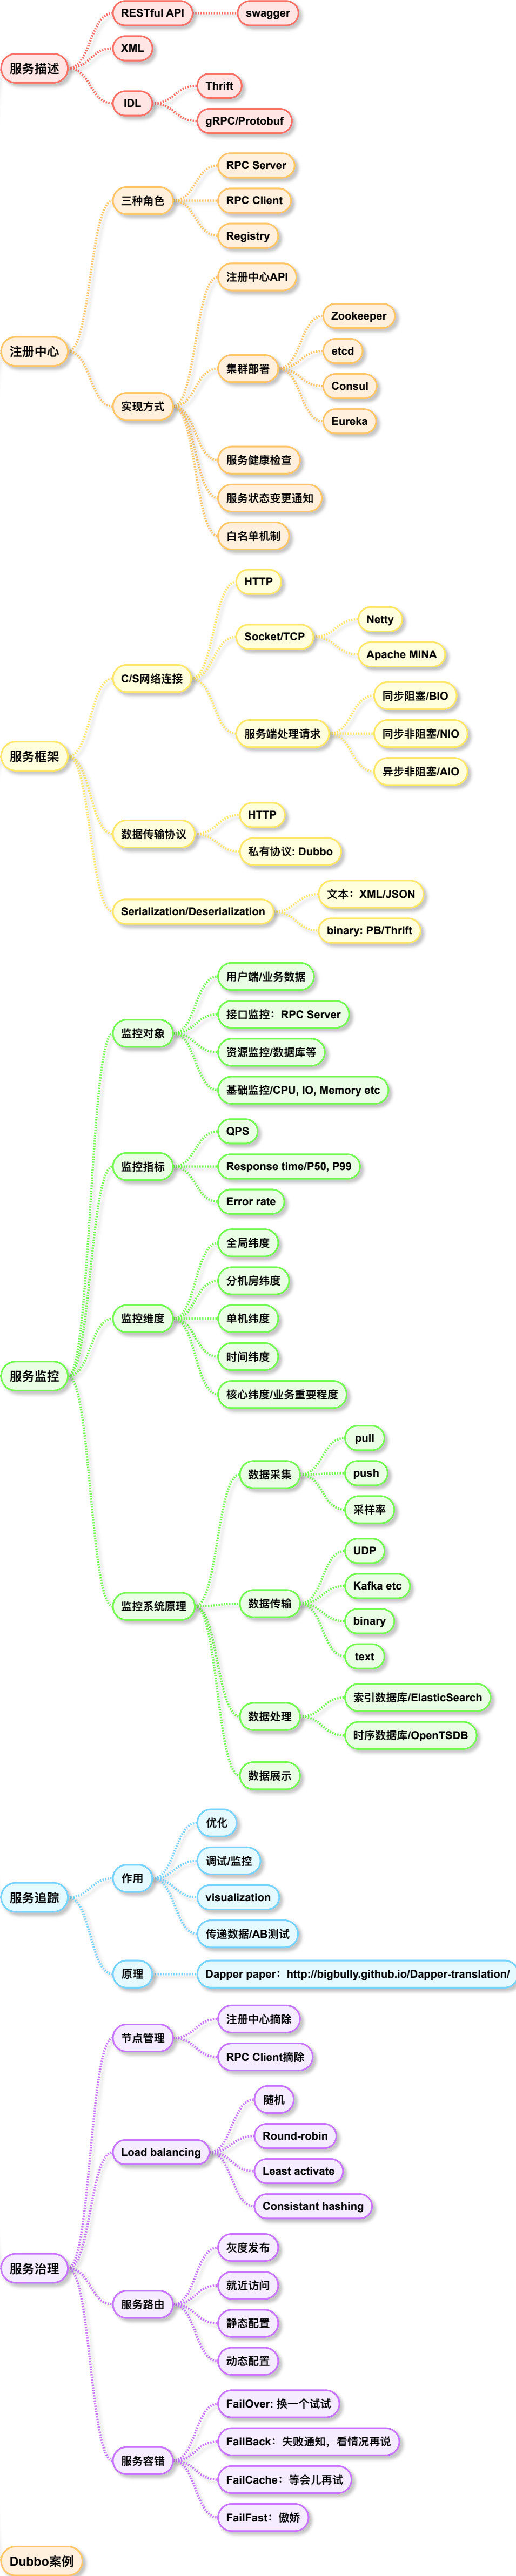 服务描述
RESTful API
swagger
XML
IDL
Thrift
gRPC/Protobuf
注册中心
三种角色
RPC Server
RPC Client
Registry
实现方式
注册中心API
集群部署
Zookeeper
etcd
Consul
Eureka
服务健康检查
服务状态变更通知
白名单机制
服务框架
C/S网络连接
HTTP
Socket/TCP
Netty
Apache MINA
服务端处理请求
同步阻塞/BIO
同步非阻塞/NIO
异步非阻塞/AIO
数据传输协议
HTTP
私有协议: Dubbo
Serialization/Deserialization
文本：XML/JSON
binary: PB/Thrift
服务监控
监控对象
用户端/业务数据
接口监控：RPC Server
资源监控/数据库等
基础监控/CPU, IO, Memory etc
监控指标
QPS
Response time/P50, P99
Error rate
监控维度
全局纬度
分机房纬度
单机纬度
时间纬度
核心纬度/业务重要程度
监控系统原理
数据采集
pull
push
采样率
数据传输
UDP
Kafka etc
binary
text
数据处理
索引数据库/ElasticSearch
时序数据库/OpenTSDB
数据展示
服务追踪
作用
优化
调试/监控
visualization
传递数据/AB测试
原理
Dapper paper：http://bigbully.github.io/Dapper-translation/
服务治理
节点管理
注册中心摘除
RPC Client摘除
Load balancing
随机
Round-robin
Least activate
Consistant hashing
服务路由
灰度发布
就近访问
静态配置
动态配置
服务容错
FailOver: 换一个试试
FailBack：失败通知，看情况再说
FailCache：等会儿再试
FailFast：傲娇
Dubbo案例